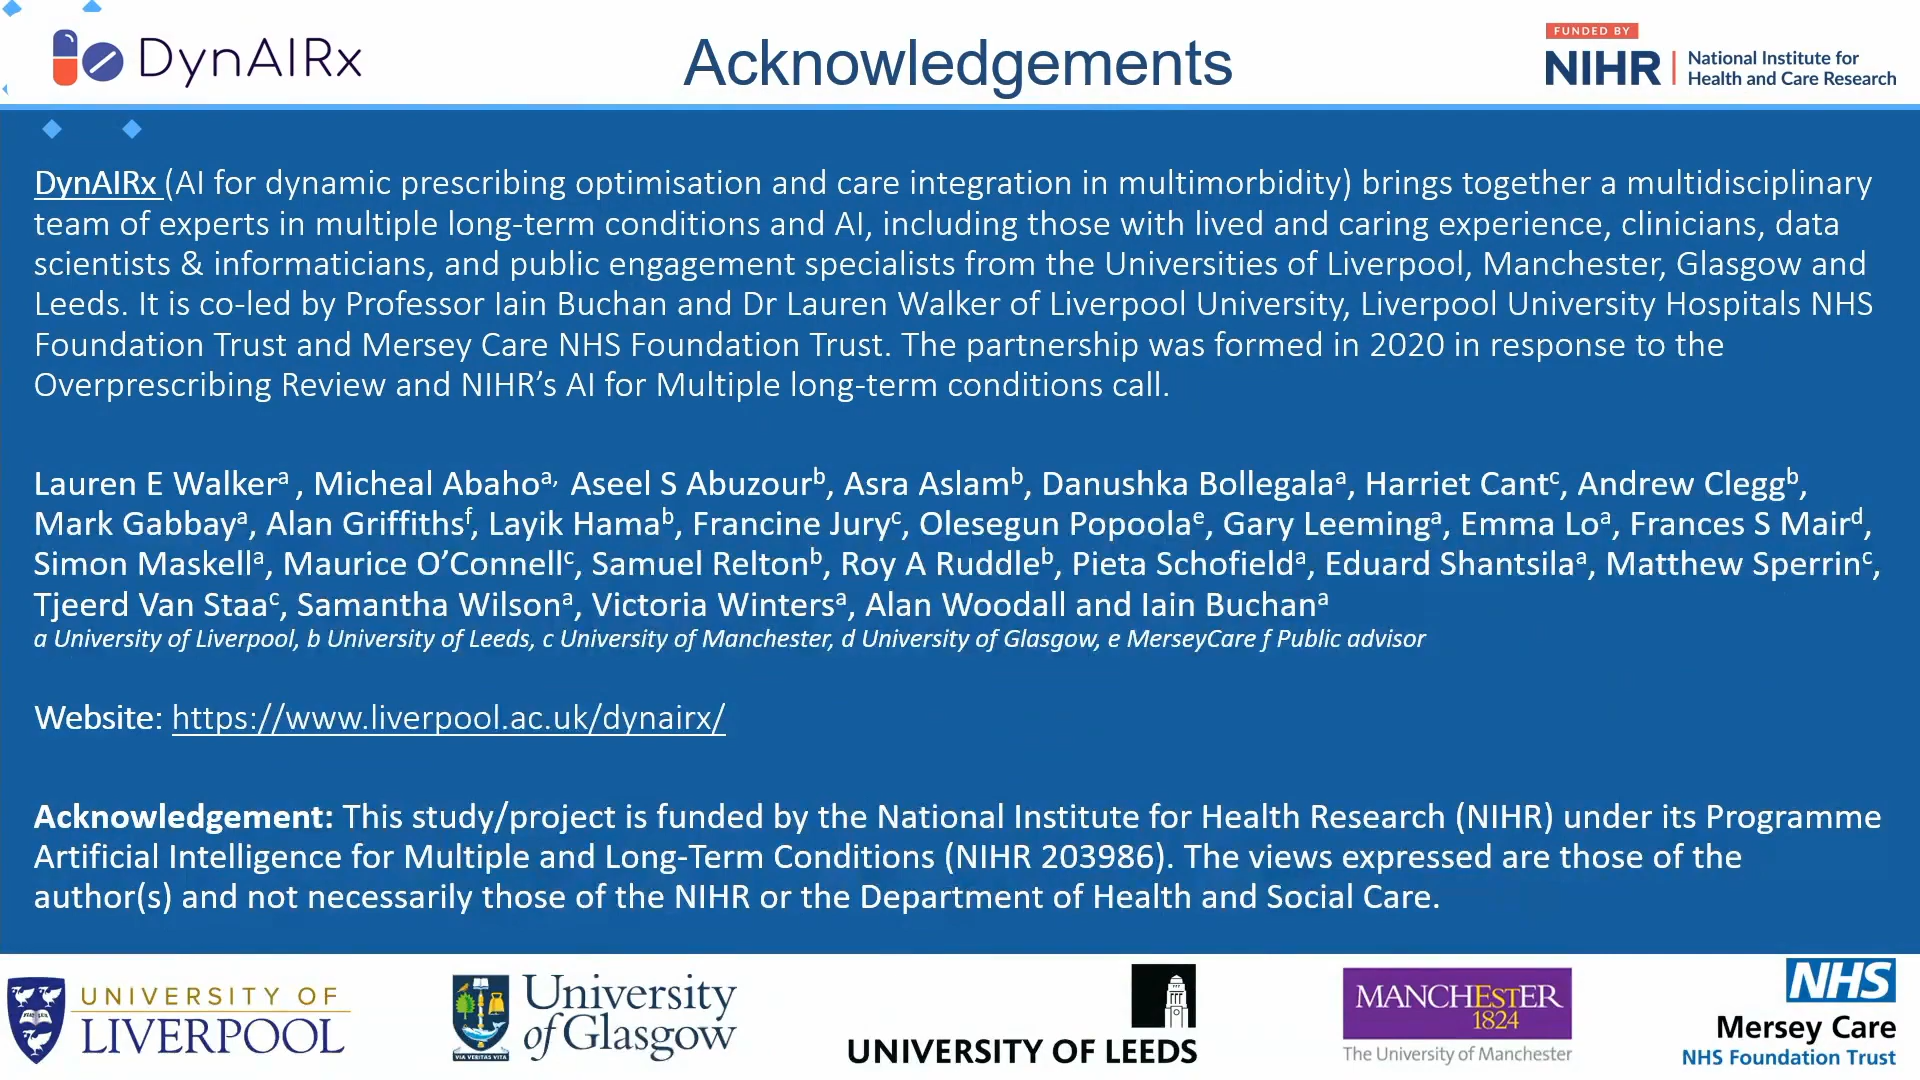 DynAIRx
Acknowledgements
FUNDED BY
NIHR | National Institute for
Health and Care Research
DynAIRx (AI for dynamic prescribing optimisation and care integration in multimorbidity) brings together a multidisciplinary
team of experts in multiple long-term conditions and AI, including those with lived and caring experience, clinicians, data
scientists & informaticians, and public engagement specialists from the Universities of Liverpool, Manchester, Glasgow and
Leeds. It is co-led by Professor Iain Buchan and Dr Lauren Walker of Liverpool University, Liverpool University Hospitals NHS
Foundation Trust and Mersey Care NHS Foundation Trust. The partnership was formed in 2020 in response to the
Overprescribing Review and NIHR’s AI for Multiple long-term conditions call.
Lauren E Walkerᵃ , Micheal Abahoᵃ, Aseel S Abuzourᵇ, Asra Aslamᵇ, Danushka Bollegalaᵃ, Harriet Cantᶜ, Andrew Cleggᵇ,
Mark Gabbayᵃ, Alan Griffithsᶠ, Layik Hamaᵇ, Francine Juryᶜ, Olesegun Popoolaᵉ, Gary Leemingᵃ, Emma Loᵃ, Frances S Mairᵈ,
Simon Maskellᵃ, Maurice O’Connellᶜ, Samuel Reltonᵇ, Roy A Ruddleᵇ, Pieta Schofieldᵃ, Eduard Shantsilaᵃ, Matthew Sperrinᶜ,
Tjeerd Van Staaᶜ, Samantha Wilsonᵃ, Victoria Wintersᵃ, Alan Woodall and Iain Buchanᵃ
a University of Liverpool, b University of Leeds, c University of Manchester, d University of Glasgow, e MerseyCare f Public advisor
Website: https://www.liverpool.ac.uk/dynairx/
Acknowledgement: This study/project is funded by the National Institute for Health Research (NIHR) under its Programme
Artificial Intelligence for Multiple and Long-Term Conditions (NIHR 203986). The views expressed are those of the
author(s) and not necessarily those of the NIHR or the Department of Health and Social Care.
UNIVERSITY OF
LIVERPOOL
University
of Glasgow
VIA VERITAS VITA
UNIVERSITY OF LEEDS
MANCHESTER
1824
The University of Manchester
NHS
Mersey Care
NHS Foundation Trust